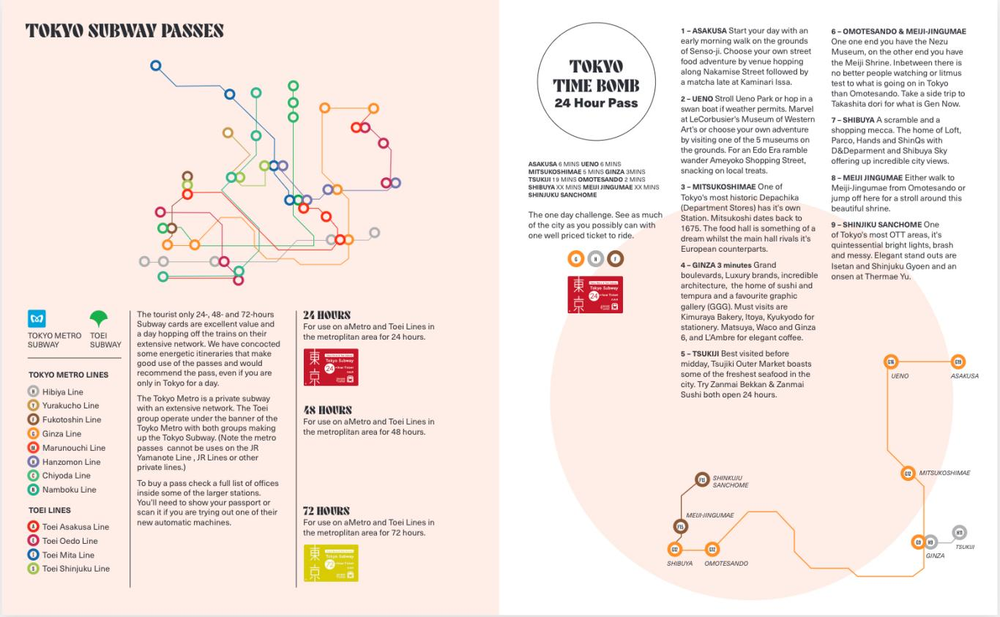 TOKYO SUBWAY PASSES
TOKYO METRO
SUBWAY
TOEI
SUBWAY
TOKYO METRO LINES
H Hibiya Line
Y Yurakucho Line
F Fukotoshin Line
G Ginza Line
M Marunouchi Line
H Hanzomon Line
C Chiyoda Line
N Namboku Line
TOEI LINES
A Toei Asakusa Line
E Toei Oedo Line
I Toei Mita Line
S Toei Shinjuku Line
The tourist only 24-, 48- and 72-hours
Subway cards are excellent value and
a day hopping off the trains on their
extensive network. We have concocted
some energetic itineraries that make
good use of the passes and would
recommend the pass, even if you are
only in Tokyo for a day.
The Tokyo Metro is a private subway
with an extensive network. The Toei
group operate under the banner of the
Toyko Metro with both groups making
up the Tokyo Subway. (Note the metro
passes cannot be uses on the JR
Yamanote Line , JR Lines or other
private lines.)
To buy a pass check a full list of offices
inside some of the larger stations.
You'll need to show your passport or
scan it if you are trying out one of their
new automatic machines.
24 HOURS
For use on aMetro and Toei Lines in
the metroplitan area for 24 hours.
東京
Tokyo Subway
24
48 HOURS
For use on aMetro and Toei Lines in
the metroplitan area for 48 hours.
72 HOURS
For use on aMetro and Toei Lines in
the metroplitan area for 72 hours.
東京
Tokyo Subway
72
TOKYO
TIME BOMB
24 Hour Pass
ASAKUSA 6 MINS UENO 6 MINS
MITSUKOSHIMAE 5 MINS GINZA 3MINS
TSUKIJI 19 MINS OMOTESANDO 2 MINS
SHIBUYA XX MINS MEIJI JINGUMAE XX MINS
SHINJUKU SANCHOME
The one day challenge. See as much
of the city as you possibly can with
one well priced ticket to ride.
G H F
東京
Tokyo Subway
24
1 – ASAKUSA Start your day with an
early morning walk on the grounds
of Senso-ji. Choose your own street
food adventure by venue hopping
along Nakamise Street followed by
a matcha late at Kaminari Issa.
2 – UENO Stroll Ueno Park or hop in a
swan boat if weather permits. Marvel
at LeCorbusier's Museum of Western
Art's or choose your own adventure
by visiting one of the 5 museums on
the grounds. For an Edo Era ramble
wander Ameyoko Shopping Street,
snacking on local treats.
3 – MITSUKOSHIMAE One of
Tokyo's most historic Depachika
(Department Stores) has it's own
Station. Mitsukoshi dates back to
1675. The food hall is something of a
dream whilst the main hall rivals it's
European counterparts.
4 – GINZA 3 minutes Grand
boulevards, Luxury brands, incredible
architecture, the home of sushi and
tempura and a favourite graphic
gallery (GGG). Must visits are
Kimuraya Bakery, Itoya, Kyukyodo for
stationery. Matsuya, Waco and Ginza
6, and L'Ambre for elegant coffee.
5 – TSUKIJI Best visited before
midday, Tsujiki Outer Market boasts
some of the freshest seafood in the
city. Try Zanmai Bekkan & Zanmai
Sushi both open 24 hours.
6 – OMOTESANDO & MEIJI-JINGUMAE
One one end you have the Nezu
Museum, on the other end you have
the Meiji Shrine. Inbetween there is
no better people watching or litmus
test to what is going on in Tokyo
than Omotesando. Take a side trip to
Takashita dori for what is Gen Now.
7 – SHIBUYA A scramble and a
shopping mecca. The home of Loft,
Parco, Hands and ShinQs with
D&Deparment and Shibuya Sky
offering up incredible city views.
8 – MEIJI JINGUMAE Either walk to
Meiji-Jingumae from Omotesando or
jump off here for a stroll around this
beautiful shrine.
9 – SHINJIKU SANCHOME One
of Tokyo's most OTT areas, it's
quintessential bright lights, brash
and messy. Elegant stand outs are
Isetan and Shinjuku Gyoen and an
onsen at Thermae Yu.
G16 G19
UENO ASAKUSA
G12 MITSUKOSHIMAE
F13 SHINKUJU
SANCHOME
MEIJI-JINGUMAE
F15
G12 G12
SHIBUYA OMOTESANDO
G9 H9 H11
GINZA TSUKIJI